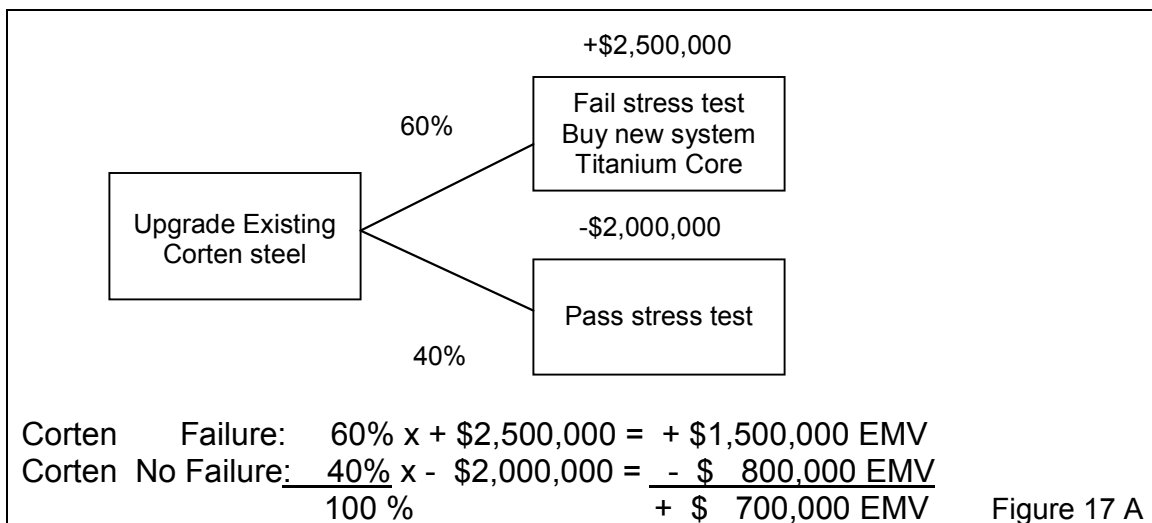 +$2,500,000
Fail stress test
Buy new system
Titanium Core
60%
Upgrade Existing
Corten steel
-$2,000,000
Pass stress test
40%
Corten Failure: 60% x + $2,500,000 = + $1,500,000 EMV
Corten No Failure: 40% x - $2,000,000 = - $ 800,000 EMV
100 % + $ 700,000 EMV Figure 17 A